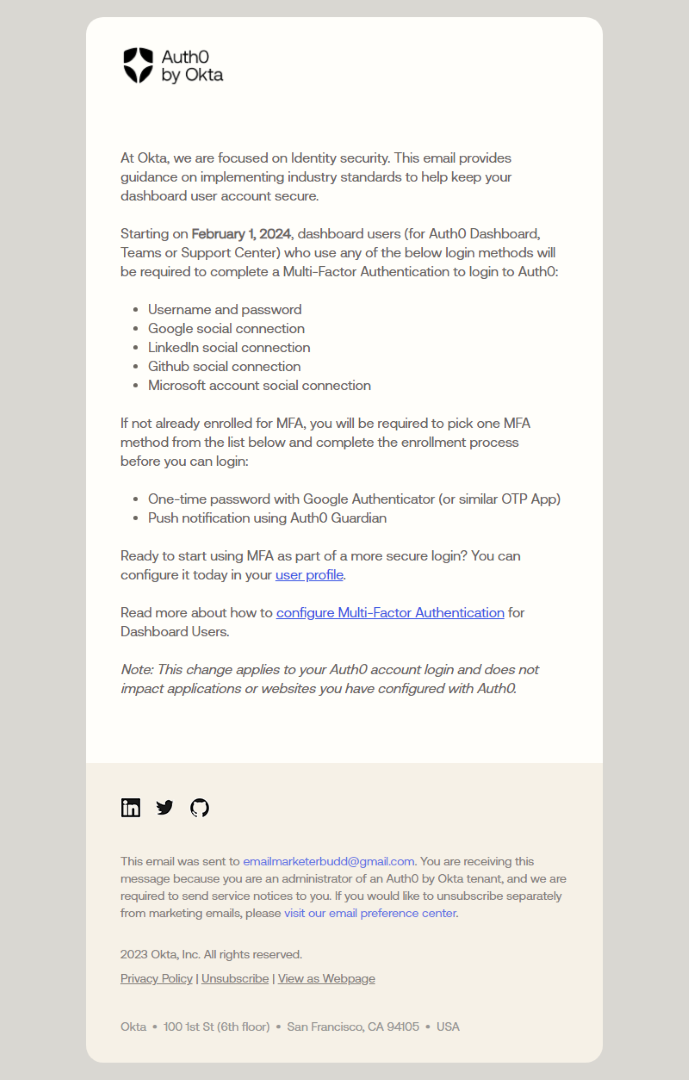 Auth0
by Okta
At Okta, we are focused on Identity security. This email provides
guidance on implementing industry standards to help keep your
dashboard user account secure.
Starting on February 1, 2024, dashboard users (for Auth0 Dashboard,
Teams or Support Center) who use any of the below login methods will
be required to complete a Multi-Factor Authentication to login to Auth0:
• Username and password
• Google social connection
• LinkedIn social connection
• Github social connection
• Microsoft account social connection
If not already enrolled for MFA, you will be required to pick one MFA
method from the list below and complete the enrollment process
before you can login:
• One-time password with Google Authenticator (or similar OTP App)
• Push notification using Auth0 Guardian
Ready to start using MFA as part of a more secure login? You can
configure it today in your user profile.
Read more about how to configure Multi-Factor Authentication for
Dashboard Users.
Note: This change applies to your Auth0 account login and does not
impact applications or websites you have configured with Auth0.
in
This email was sent to emailmarketerbudd@gmail.com. You are receiving this
message because you are an administrator of an Auth0 by Okta tenant, and we are
required to send service notices to you. If you would like to unsubscribe separately
from marketing emails, please visit our email preference center.
2023 Okta, Inc. All rights reserved.
Privacy Policy | Unsubscribe | View as Webpage
Okta • 100 1st St (6th floor) • San Francisco, CA 94105 • USA